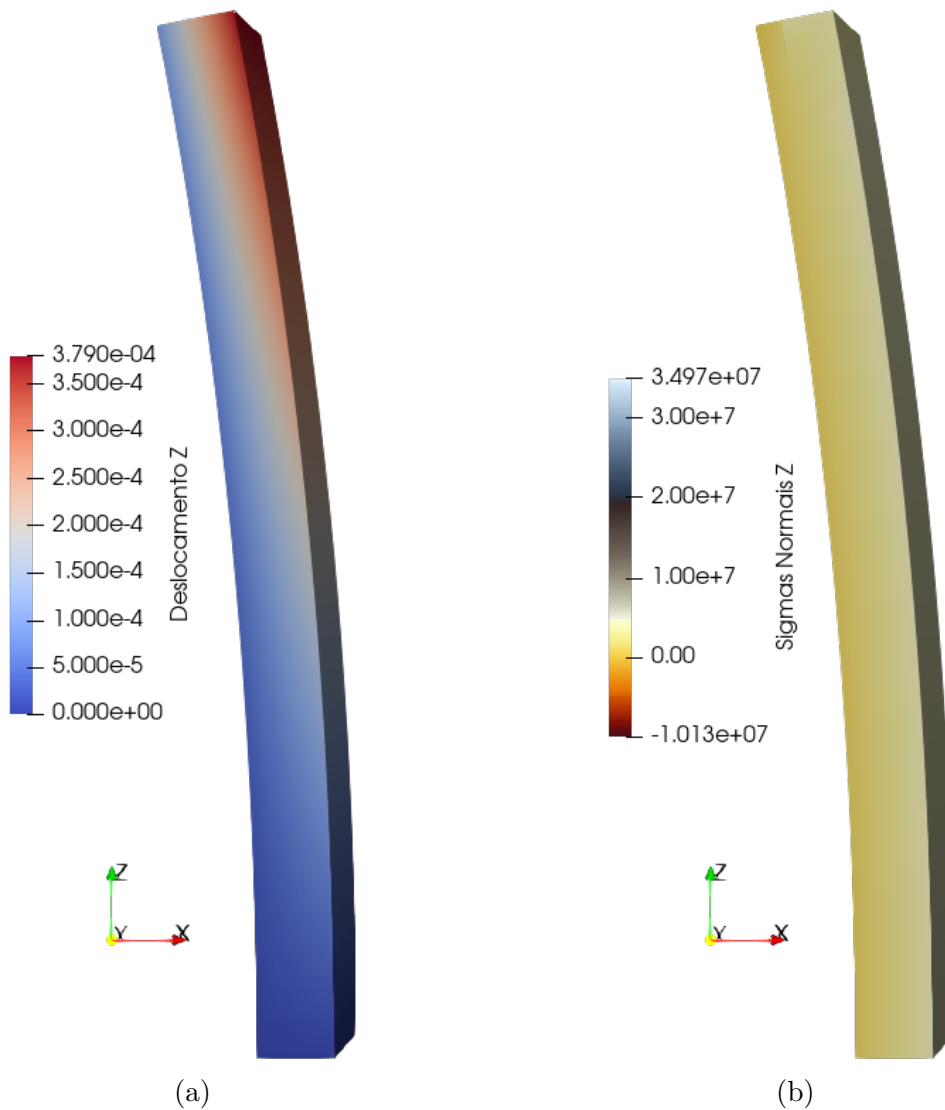 3.790e-04
3.500e-4
3.000e-4
2.500e-4
2.000e-4
1.500e-4
1.000e-4
5.000e-5
0.000e+00
Deslocamento Z
Z
Y
X
(a)
3.497e+07
3.00e+7
2.00e+7
1.00e+7
0.00
-1.013e+07
Sigmas Normais Z
Z
Y
X
(b)